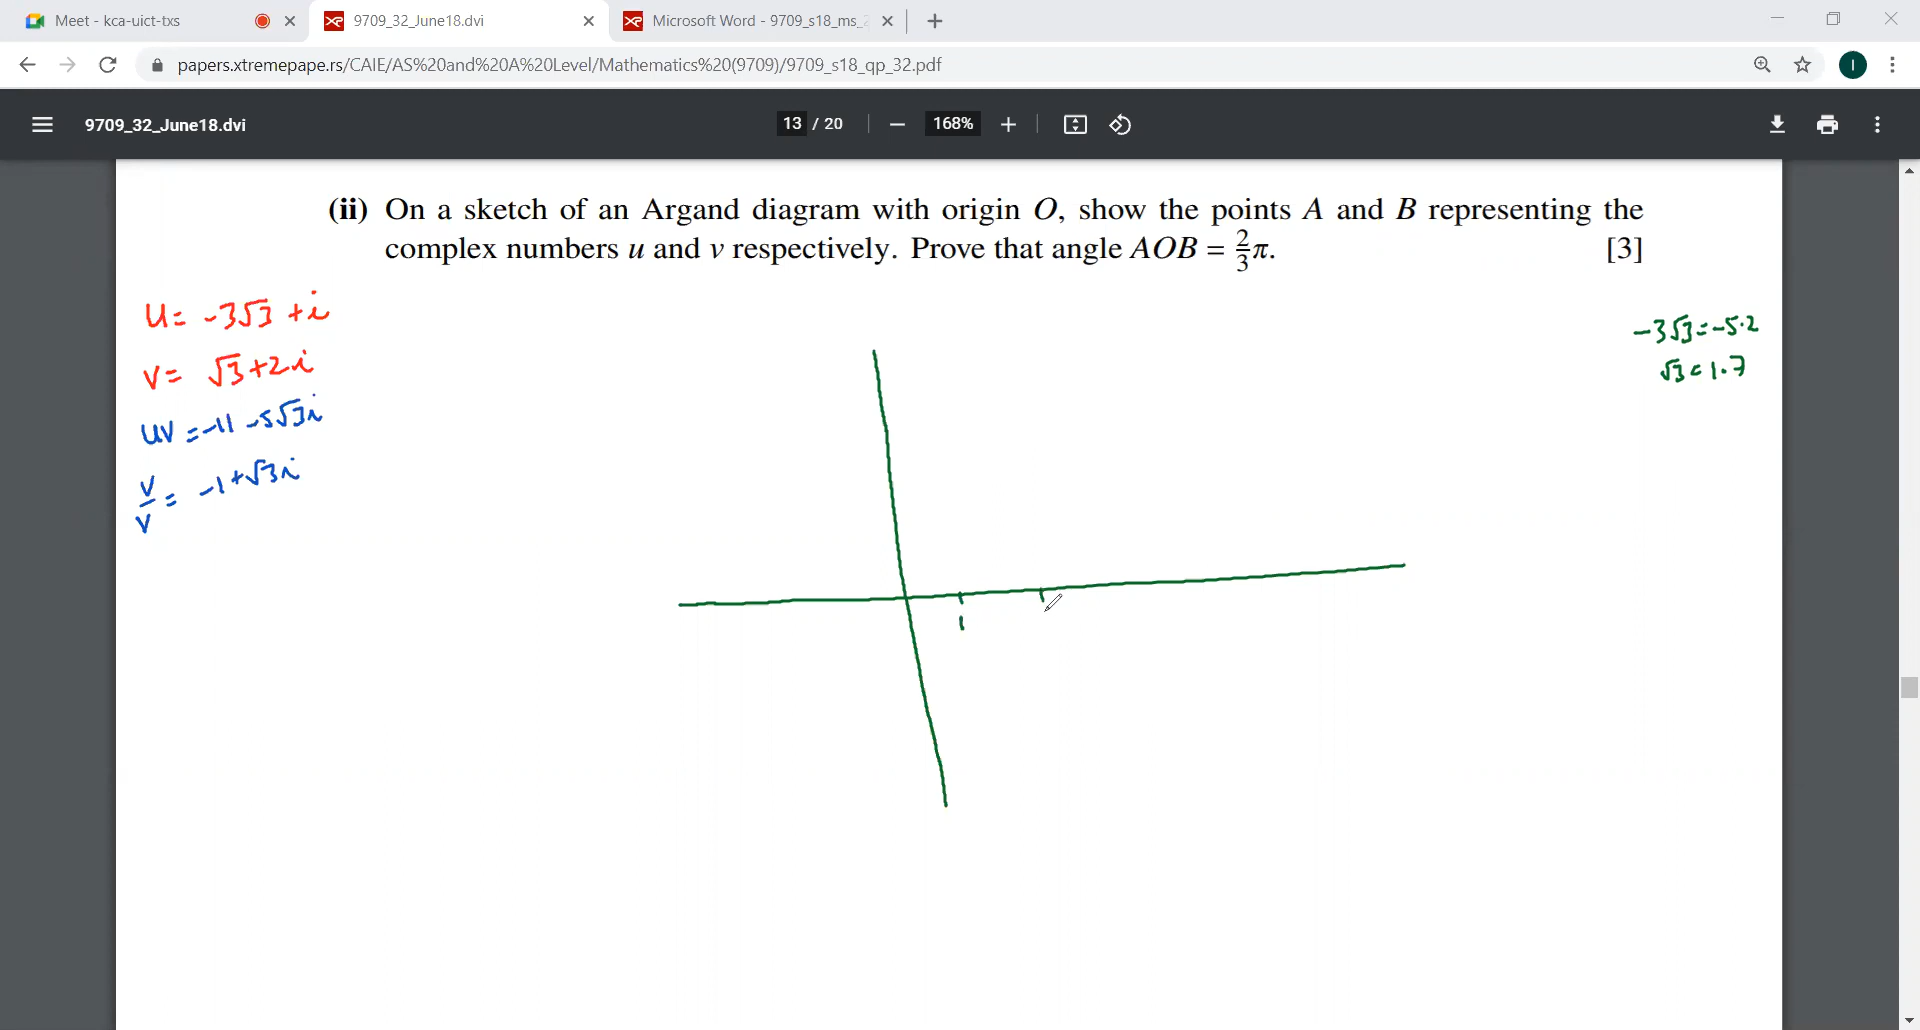 Meet - kca-uict-txs
9709_32_June18.dvi
Microsoft Word - 9709_s18_ms_
papers.xtremepape.rs/CAIE/AS%20and%20A%20Level/Mathematics%20(9709)/9709_s18_qp_32.pdf
I
9709_32_June18.dvi
13 / 20
168%
(ii) On a sketch of an Argand diagram with origin O, show the points A and B representing the
complex numbers u and v respectively. Prove that angle AOB = 2/3π. [3]
u = -3√3 + i
v = √3 + 2i
uv = -11 - 5√3i
v/v = -1 + √3i
-3√3 = -5.2
√3 = 1.7
1